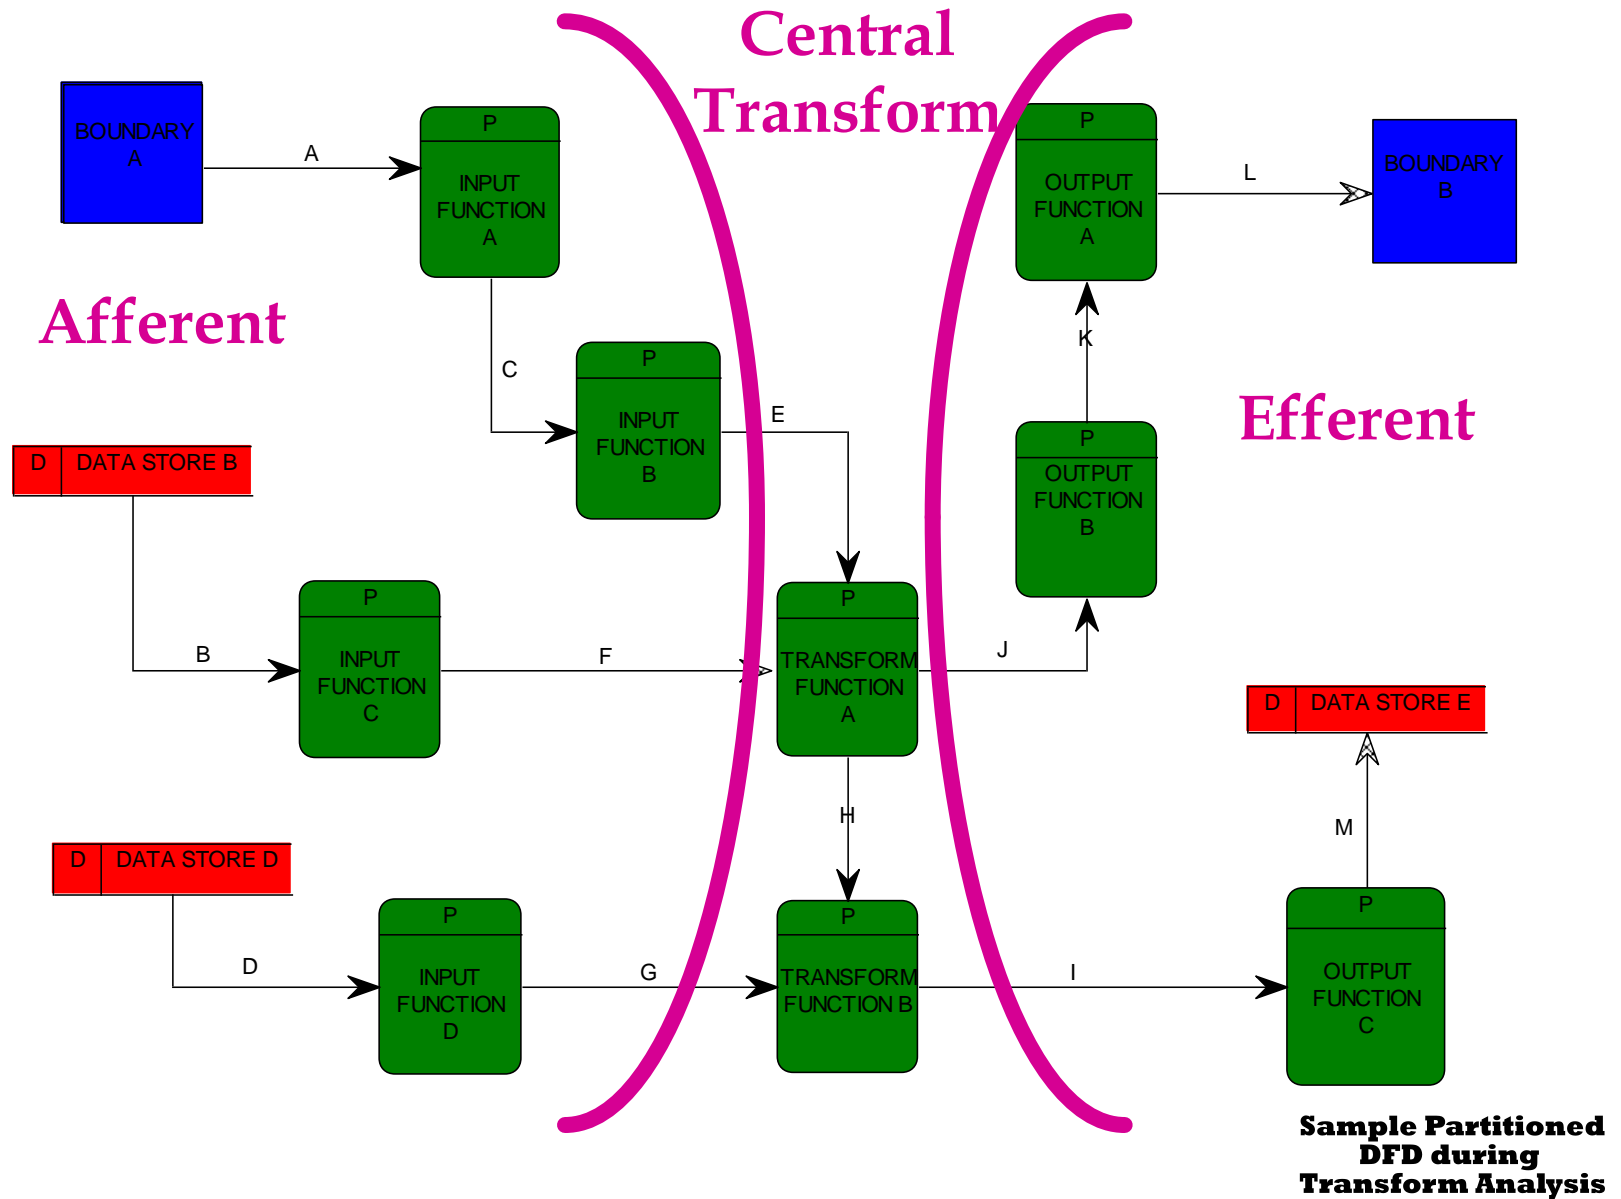 Central
Transform
BOUNDARY
A
A
P
INPUT
FUNCTION
A
P
OUTPUT
FUNCTION
A
L
BOUNDARY
B
Afferent
C
P
INPUT
FUNCTION
B
E
K
Efferent
P
OUTPUT
FUNCTION
B
D DATA STORE B
B
P
INPUT
FUNCTION
C
F
P
TRANSFORM
FUNCTION
A
J
D DATA STORE E
H
M
D DATA STORE D
D
P
INPUT
FUNCTION
D
G
P
TRANSFORM
FUNCTION B
I
P
OUTPUT
FUNCTION
C
Sample Partitioned
DFD during
Transform Analysis